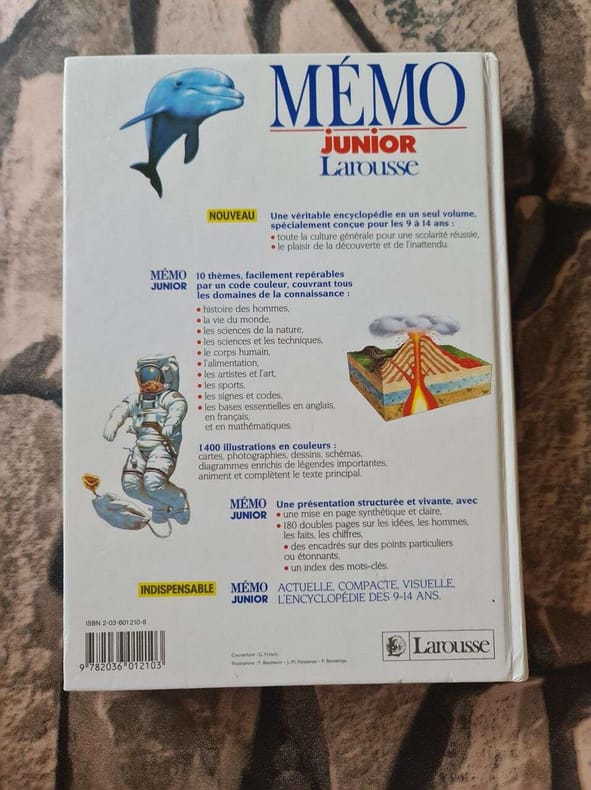 MÉMO
JUNIOR
Larousse
NOUVEAU
Une véritable encyclopédie en un seul volume,
spécialement conçue pour les 9 à 14 ans :
• toute la culture générale pour une scolarité réussie,
• le plaisir de la découverte et de l'inattendu.
MÉMO
JUNIOR
10 thèmes, facilement repérables
par un code couleur, couvrant tous
les domaines de la connaissance :
• histoire des hommes,
• la vie du monde,
• les sciences de la nature,
• les sciences et les techniques,
• le corps humain,
• l'alimentation,
• les artistes et l'art,
• les sports,
• les signes et codes,
• les bases essentielles en anglais,
en français,
et en mathématiques.
1 400 illustrations en couleurs :
cartes, photographies, dessins, schémas,
diagrammes enrichis de légendes importantes,
animent et complètent le texte principal.
MÉMO
JUNIOR
Une présentation structurée et vivante, avec
• une mise en page synthétique et claire,
• 180 doubles pages sur les idées, les hommes,
les faits, les chiffres,
• des encadrés sur des points particuliers
ou étonnants,
• un index des mots-clés.
INDISPENSABLE
MÉMO
JUNIOR
ACTUELLE, COMPACTE, VISUELLE,
L'ENCYCLOPÉDIE DES 9-14 ANS.
ISBN 2-03-601210-8
9 782036 012103
Couverture : G. Fritsch.
Illustrations : F. - J.-M. - P. Bontemps.
Larousse